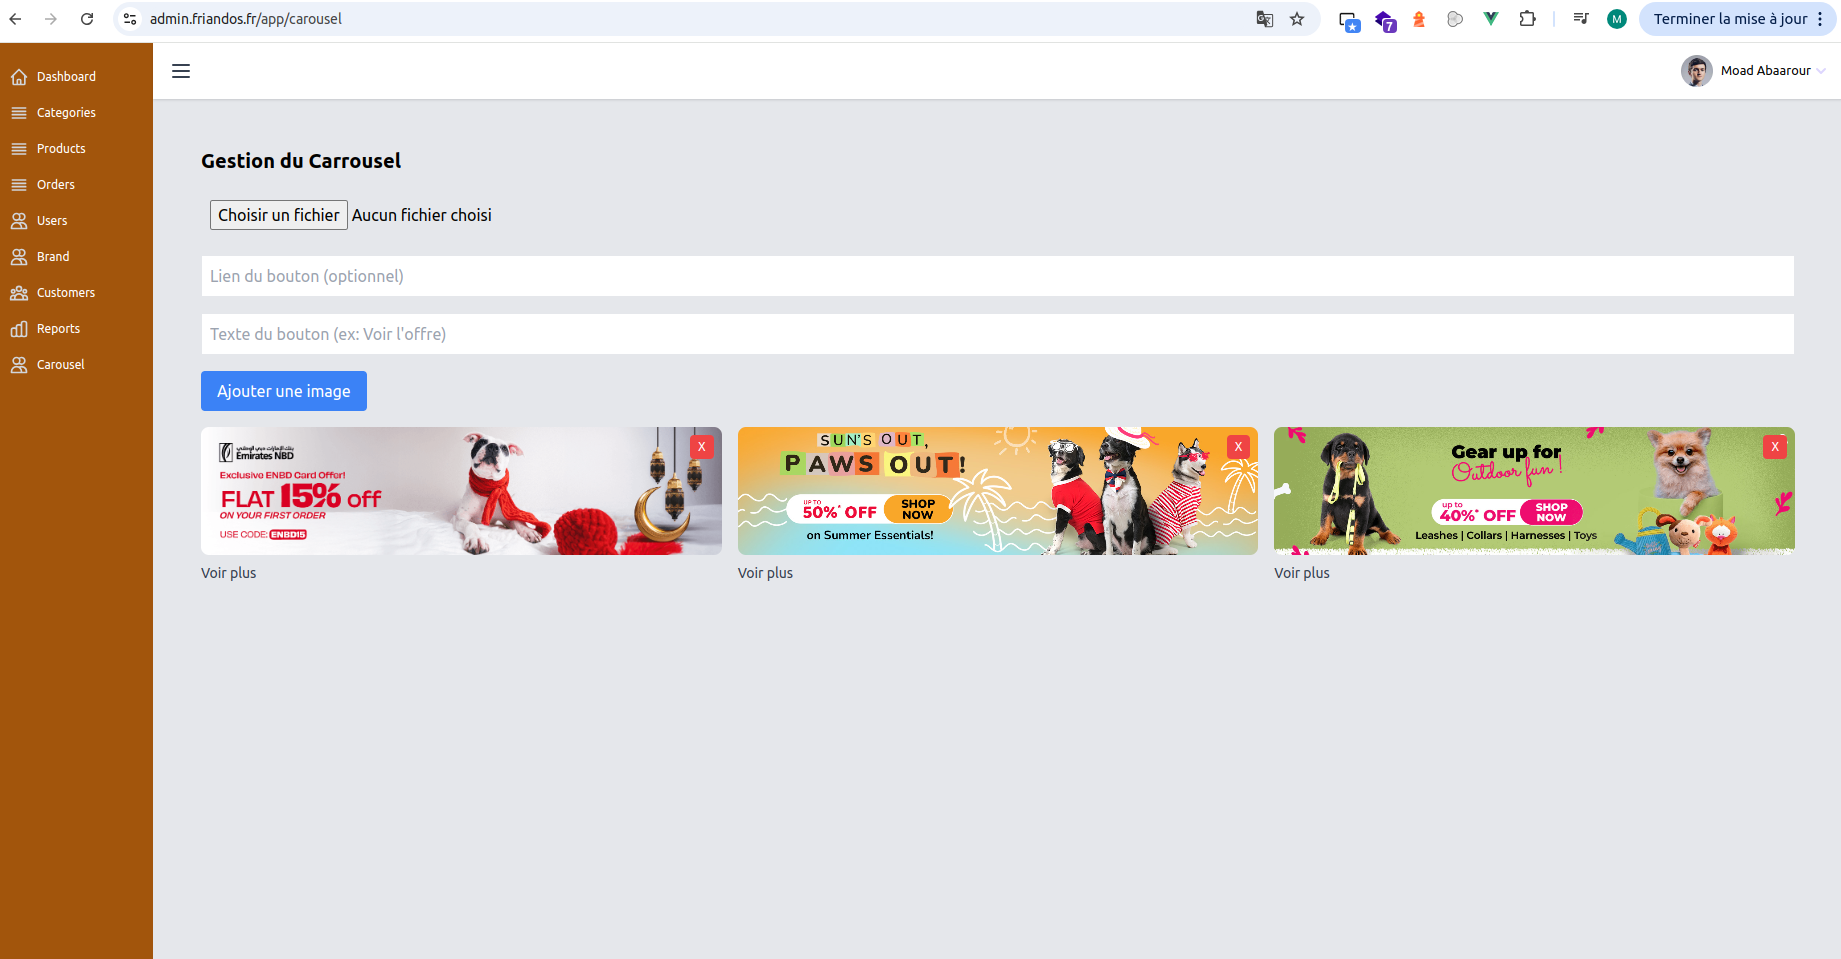 admin.friandos.fr/app/carousel
7
M
Terminer la mise à jour
Dashboard
Categories
Products
Orders
Users
Brand
Customers
Reports
Carousel
Moad Abaarour
Gestion du Carrousel
Choisir un fichier Aucun fichier choisi
Lien du bouton (optionnel)
Texte du bouton (ex: Voir l'offre)
Ajouter une image
X
Emirates NBD
Exclusive ENBD Card Offer!
FLAT 15% off
ON YOUR FIRST ORDER
USE CODE: ENBD15
Voir plus
X
SUN'S OUT,
PAWS OUT!
UP TO
50%* OFF
SHOP
NOW
on Summer Essentials!
Voir plus
X
Gear up for
Outdoor fun !
up to
40%* OFF
SHOP
NOW
Leashes | Collars | Harnesses | Toys
Voir plus